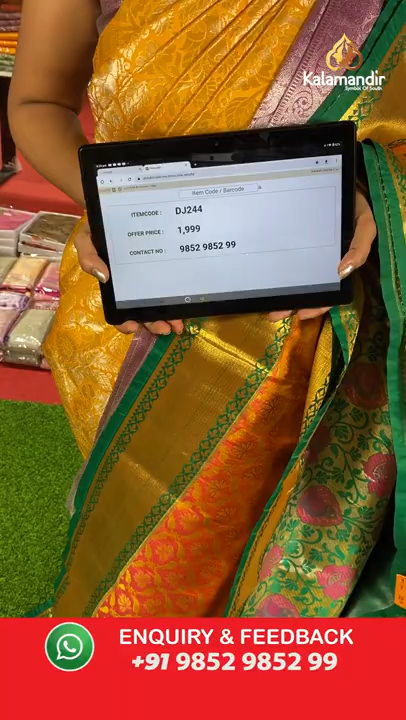 Kalamandir
Symbol Of South
Item Code / Barcode
ITEMCODE : DJ244
OFFER PRICE : 1,999
CONTACT NO : 9852 9852 99
ENQUIRY & FEEDBACK
+91 9852 9852 99